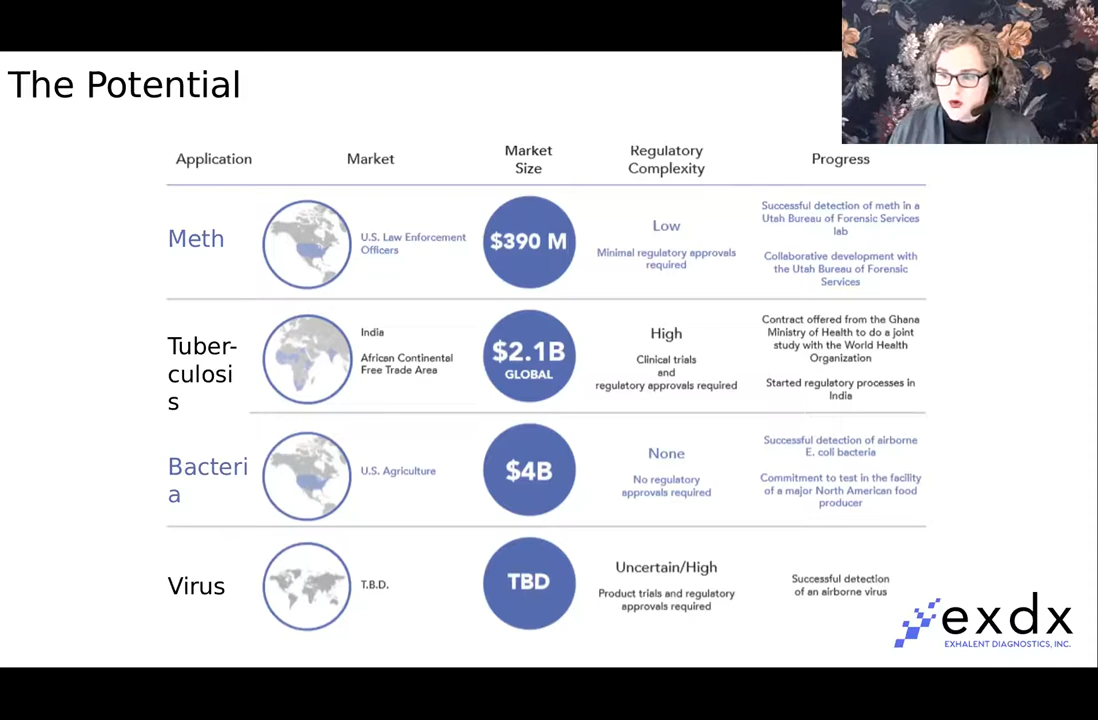 The Potential
Application
Market
Market
Size
Regulatory
Complexity
Progress
Meth
U.S. Law Enforcement
Officers
$390 M
Low
Minimal regulatory approvals
required
Successful detection of meth in a
Utah Bureau of Forensic Services
lab
Collaborative development with
the Utah Bureau of Forensic
Services
Tuber-
culosi
s
India
African Continental
Free Trade Area
$2.1B
GLOBAL
High
Clinical trials
and
regulatory approvals required
Contract offered from the Ghana
Ministry of Health to do a joint
study with the World Health
Organization
Started regulatory processes in
India
Bacteri
a
U.S. Agriculture
$4B
None
No regulatory
approvals required
Successful detection of airborne
E. coli bacteria
Commitment to test in the facility
of a major North American food
producer
Virus
T.B.D.
TBD
Uncertain/High
Product trials and regulatory
approvals required
Successful detection
of an airborne virus
exdx
EXHALENT DIAGNOSTICS, INC.